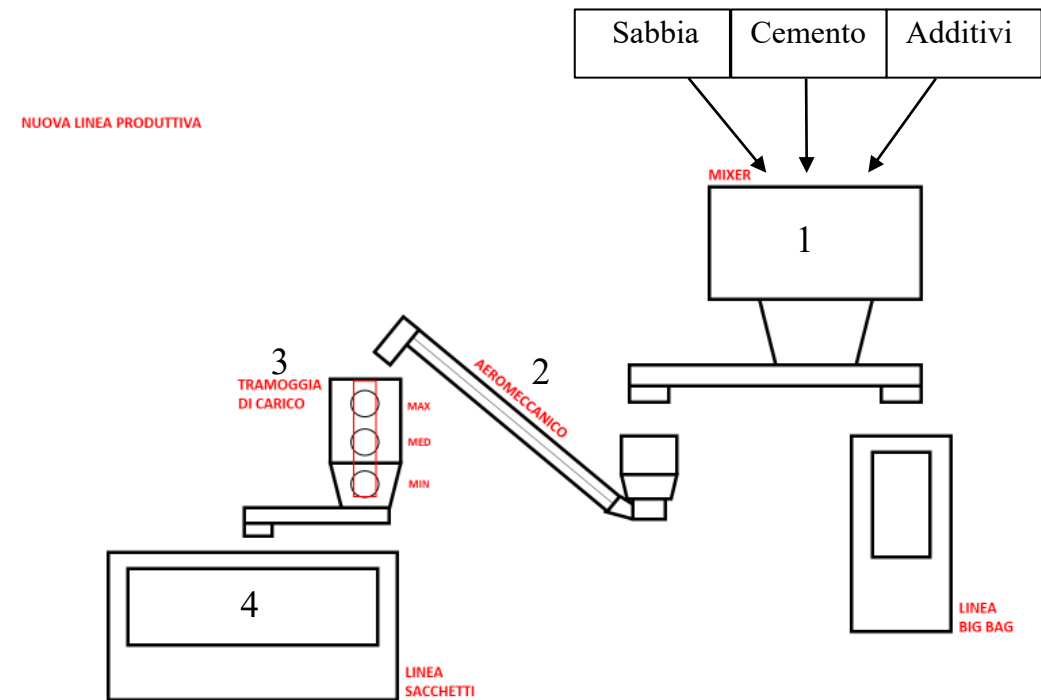 Sabbia
Cemento
Additivi
NUOVA LINEA PRODUTTIVA
MIXER
1
3
TRAMOGGIA
DI CARICO
MAX
MED
MIN
2
AEROMECCANICO
4
LINEA
SACCHETTI
LINEA
BIG BAG